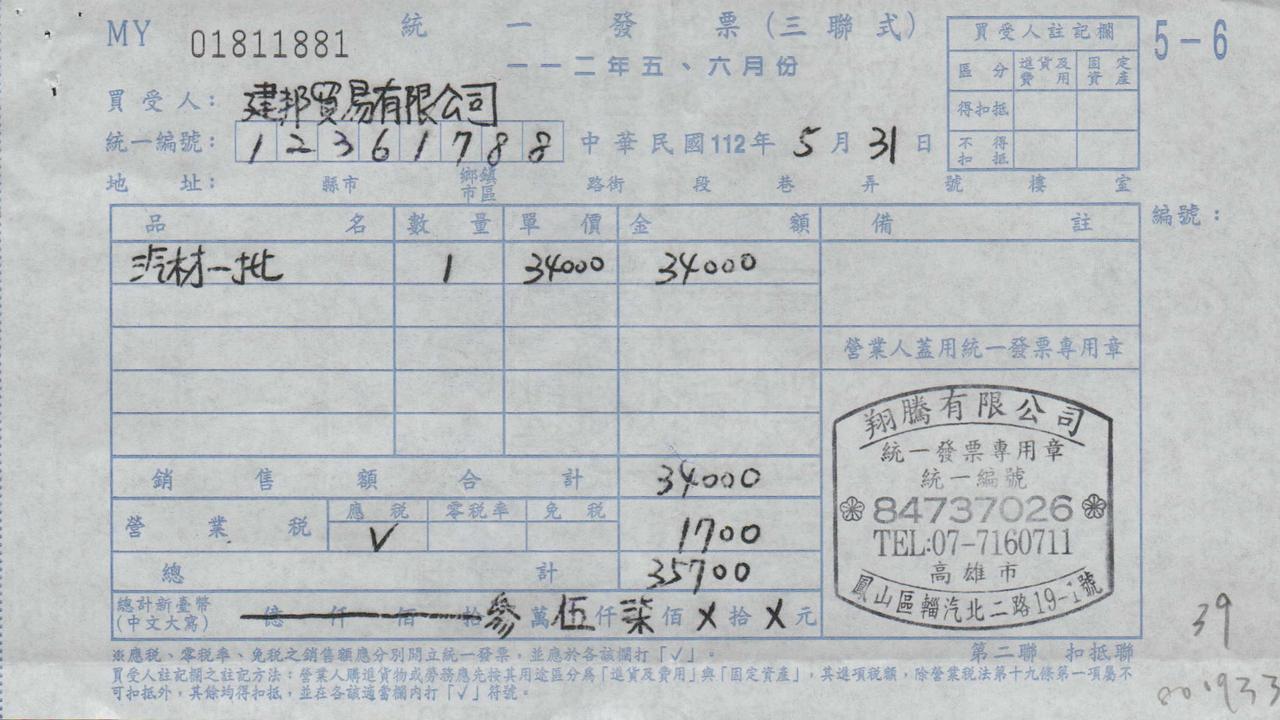 MY 01811881 統一發票(三聯式) 5-6
一一二年五、六月份
買受人註記欄
區分 進貨及費用 固定資產
得扣抵
不得扣抵
買受人: 建邦貿易有限公司
統一編號: 12361788 中華民國112年5月31日
地址: 縣市 鄉鎮市區 路街 段 巷 弄 號 樓 室
編號:
品名 數量 單價 金額 備註
汽材一批 1 34000 34000
營業人蓋用統一發票專用章
翔騰有限公司
統一發票專用章
統一編號
84737026
TEL:07-7160711
高雄市
鳳山區輜汽北二路19-1號
銷售額合計 34000
營業稅 應稅 零稅率 免稅
V 1700
總計 35700
總計新臺幣(中文大寫) 億仟佰拾參萬伍仟柒佰X拾X元
※應稅、零稅率、免稅之銷售額應分別開立統一發票,並應於各該欄打「V」。
第二聯 扣抵聯
買受人註記欄之註記方法:營業人購進貨物或勞務應先按其用途區分為「進貨及費用」與「固定資產」,其進項稅額,除營業稅法第十九條第一項屬不
可扣抵外,其餘均得扣抵,並在各該適當欄內打「V」符號。
39